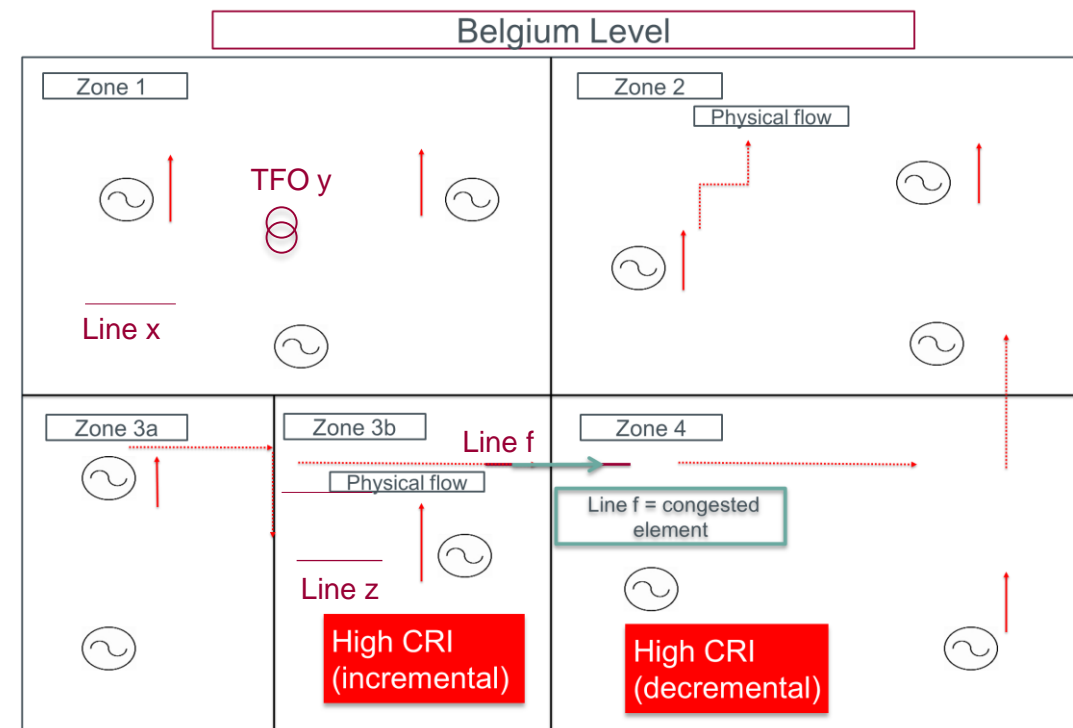 Belgium Level
Zone 1
Zone 2
Physical flow
TFO y
Line x
Zone 3a
Zone 3b
Line f
Zone 4
Physical flow
Line f = congested
element
Line z
High CRI
(incremental)
High CRI
(decremental)